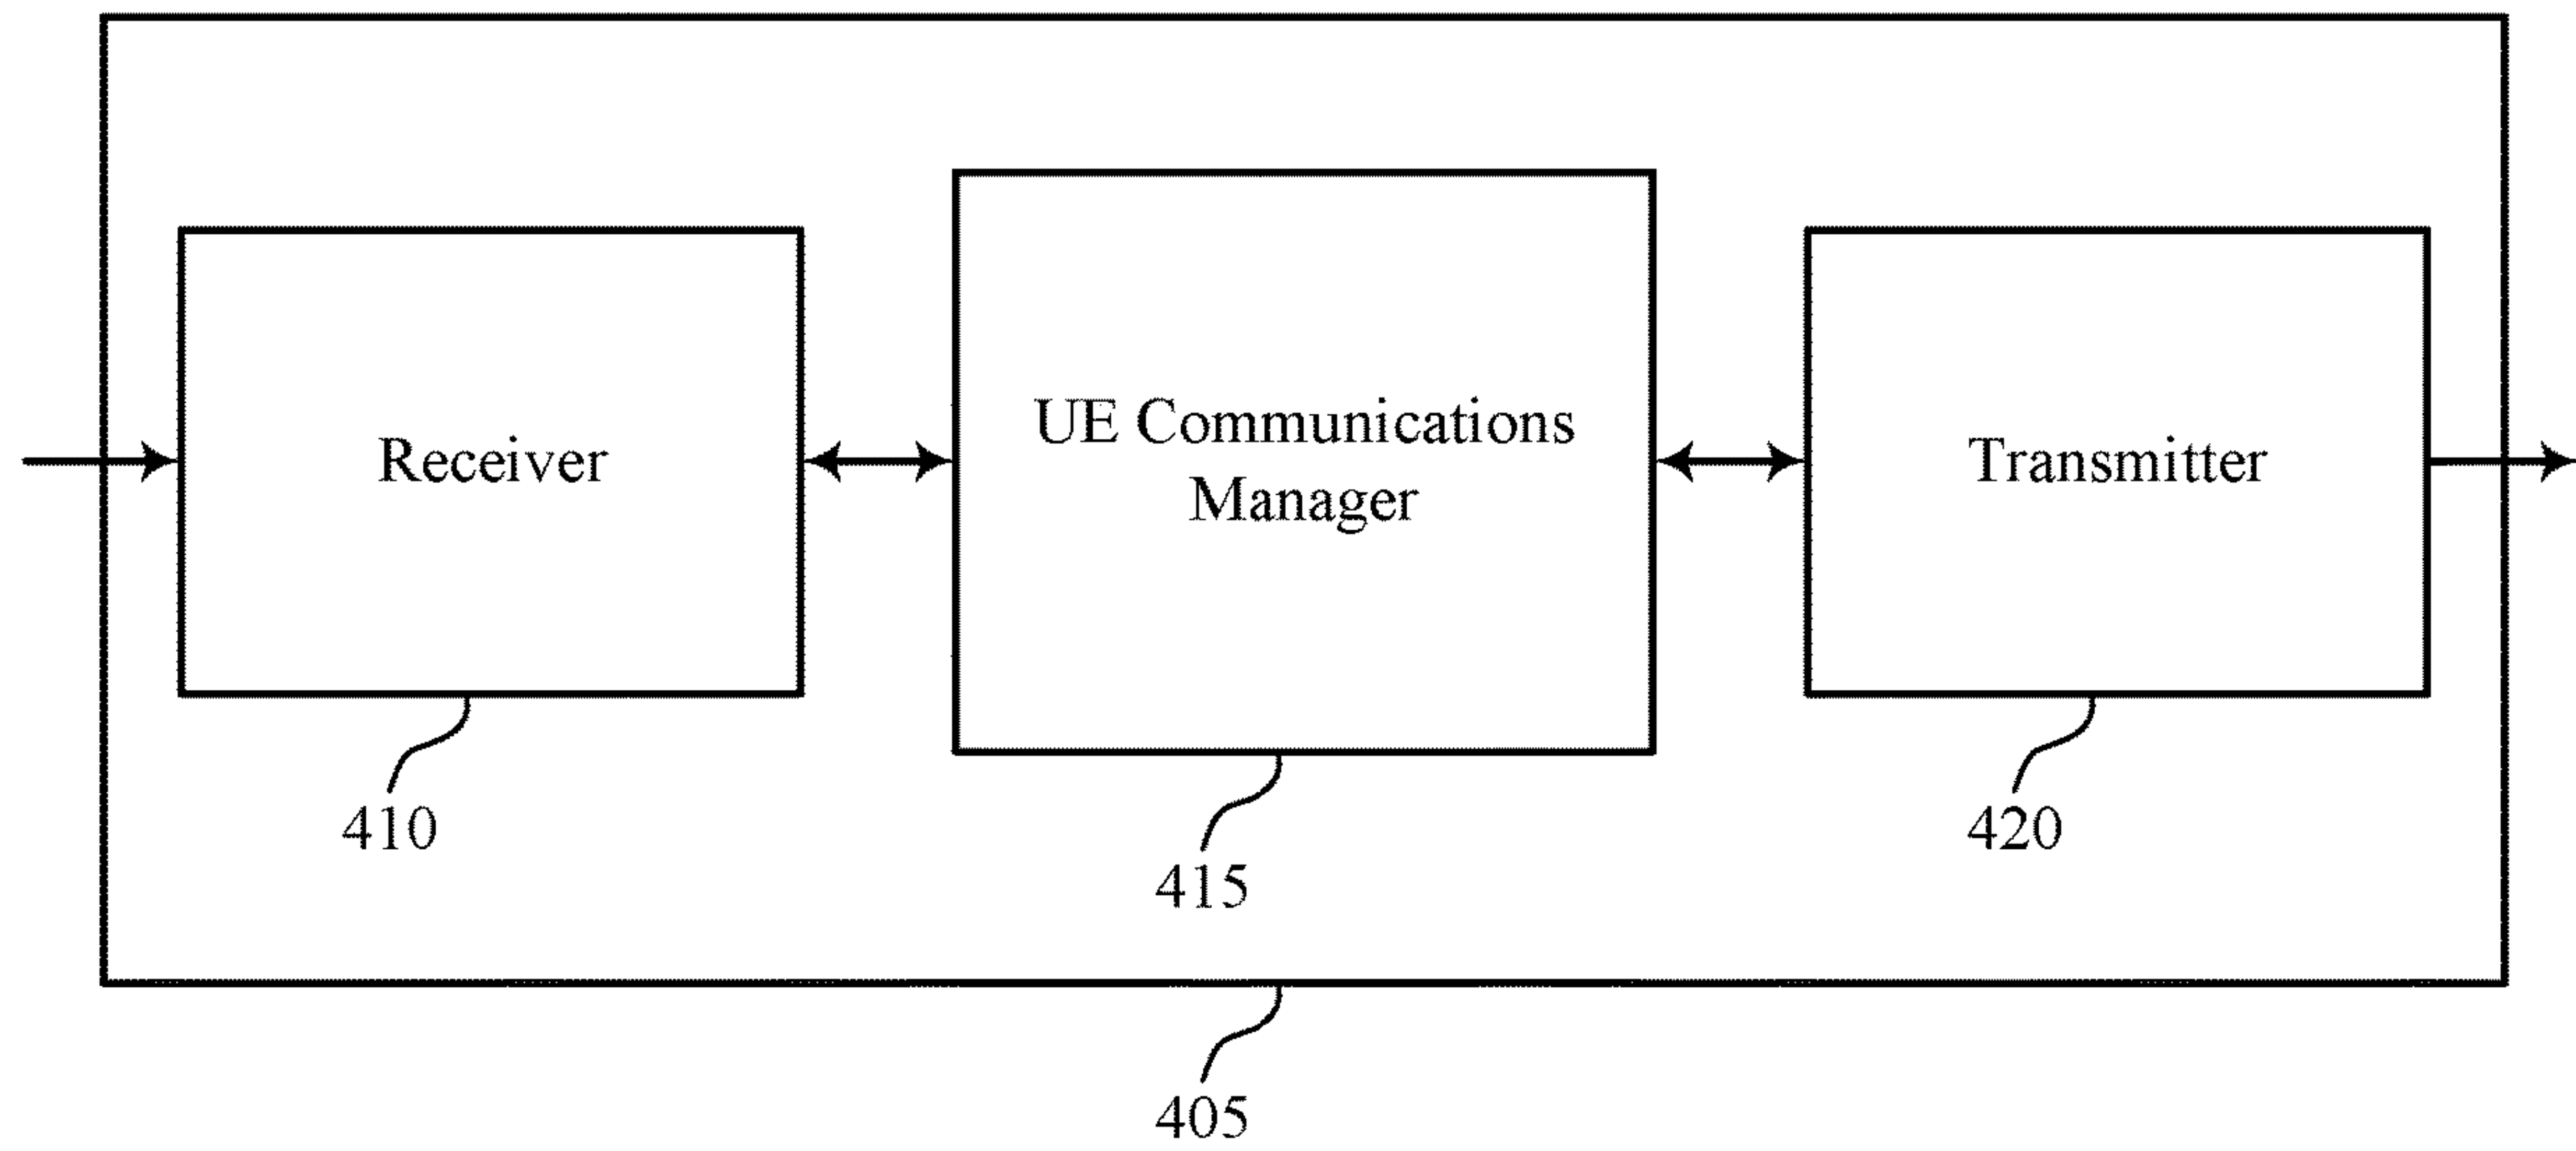 Receiver
UE Communications
Manager
Transmitter
410
415
420
405